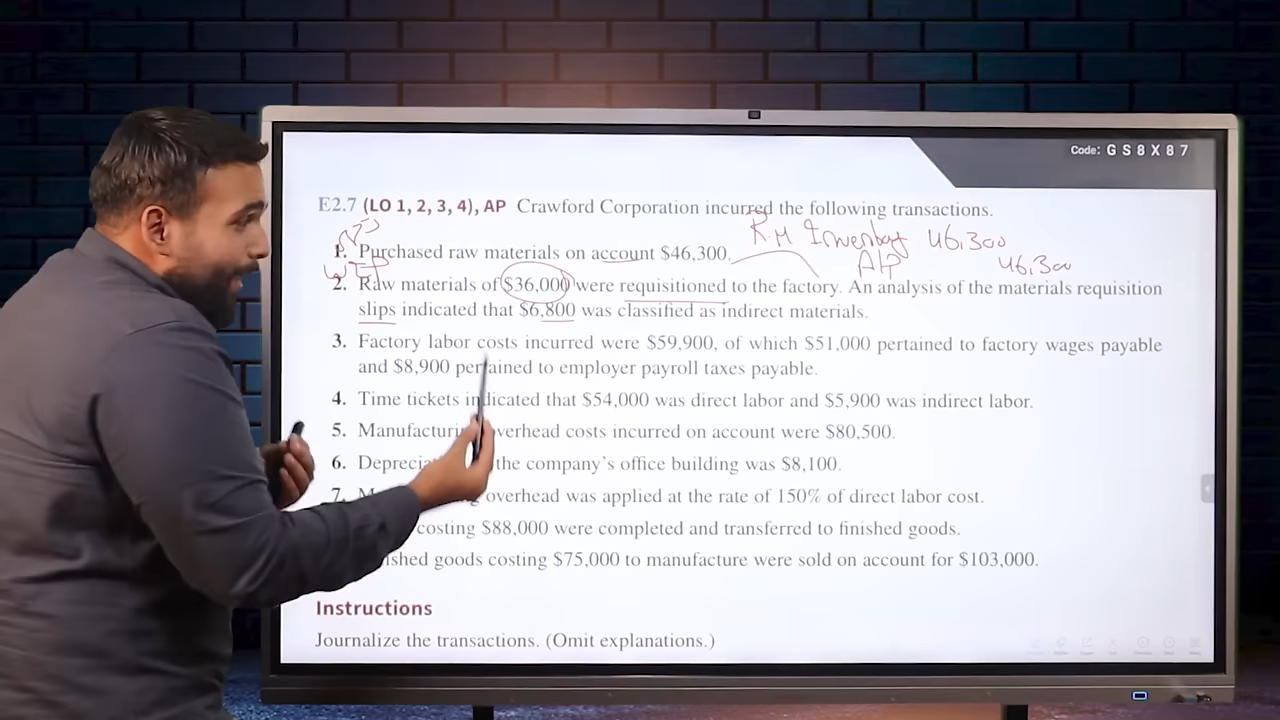 Code: G S 8 X 8 7
E2.7 (LO 1, 2, 3, 4), AP Crawford Corporation incurred the following transactions.
RM Inventory 46,300
1. Purchased raw materials on account $46,300.
A/P 46,300
WIP
2. Raw materials of $36,000 were requisitioned to the factory. An analysis of the materials requisition
slips indicated that $6,800 was classified as indirect materials.
3. Factory labor costs incurred were $59,900, of which $51,000 pertained to factory wages payable
and $8,900 pertained to employer payroll taxes payable.
4. Time tickets indicated that $54,000 was direct labor and $5,900 was indirect labor.
5. Manufacturi verhead costs incurred on account were $80,500.
6. Deprecia the company's office building was $8,100.
7. M overhead was applied at the rate of 150% of direct labor cost.
costing $88,000 were completed and transferred to finished goods.
ished goods costing $75,000 to manufacture were sold on account for $103,000.
Instructions
Journalize the transactions. (Omit explanations.)